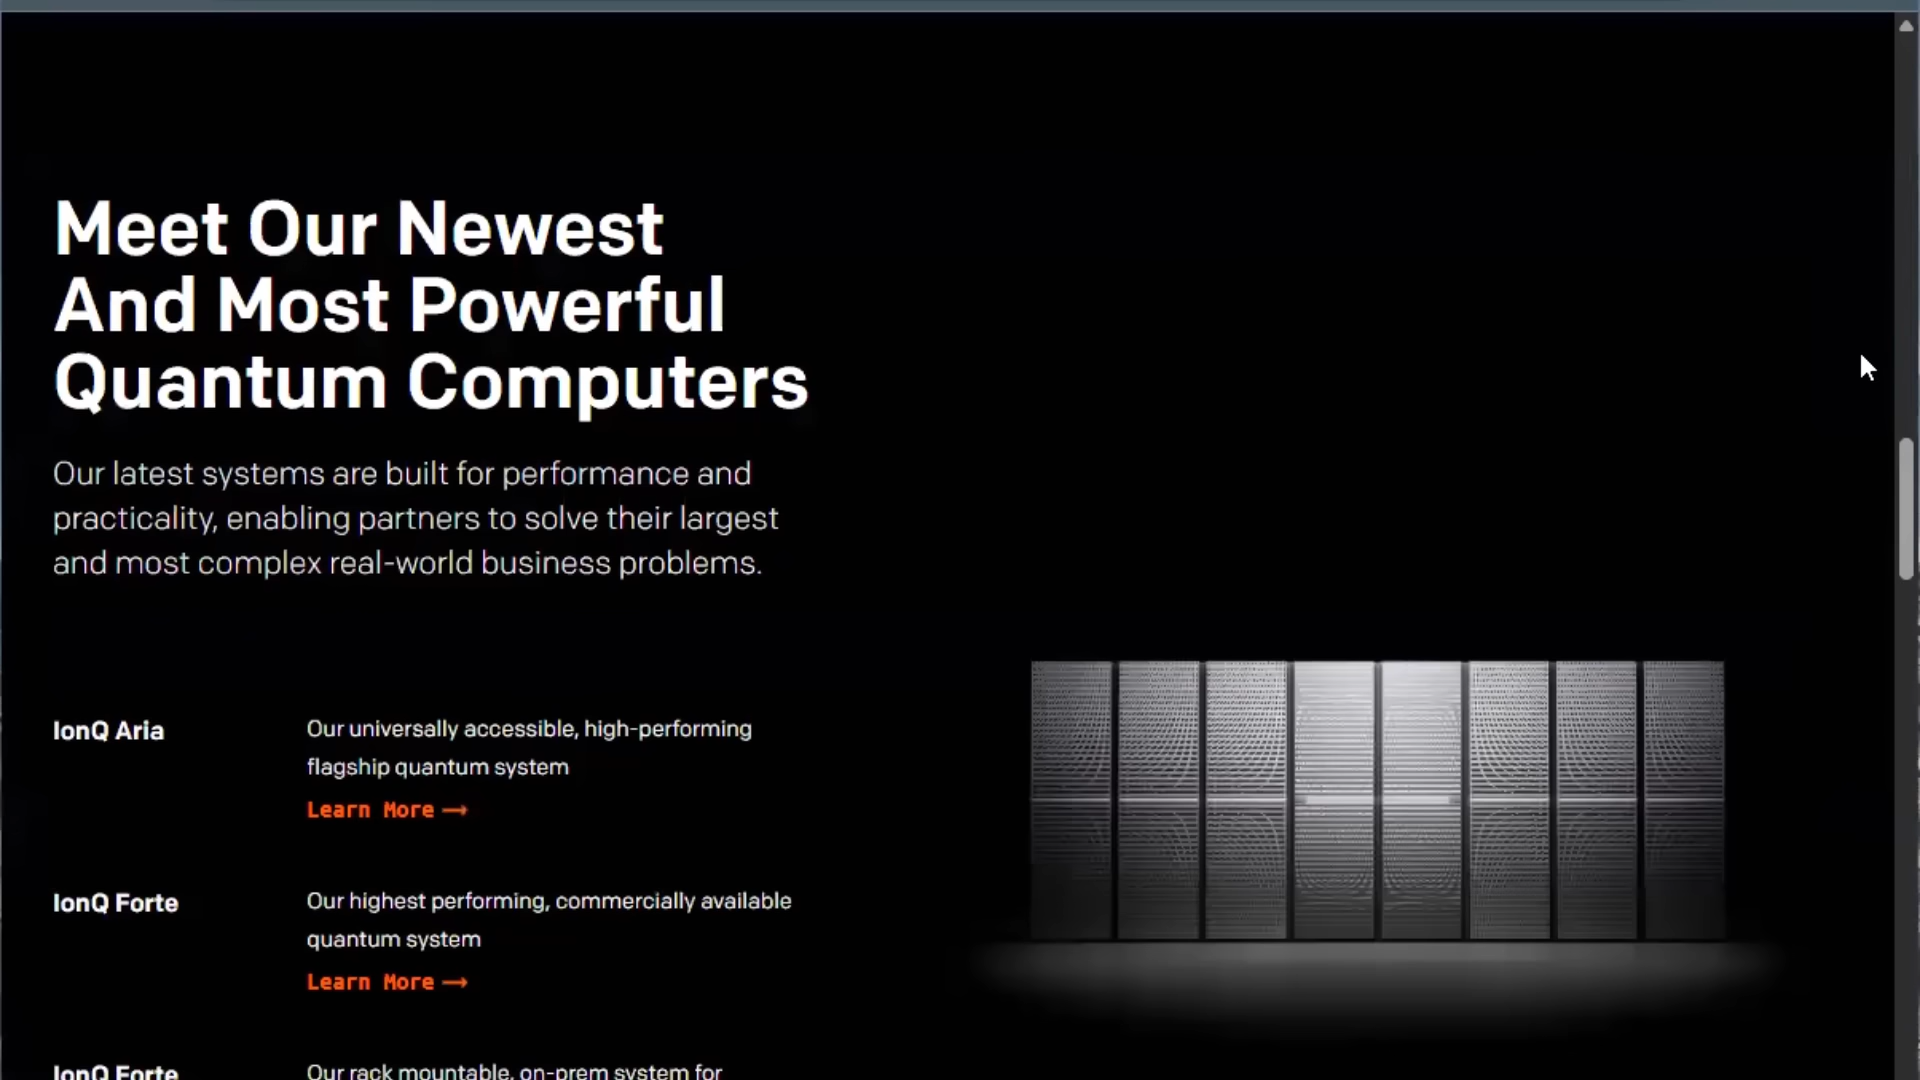 Meet Our Newest
And Most Powerful
Quantum Computers
Our latest systems are built for performance and
practicality, enabling partners to solve their largest
and most complex real-world business problems.
IonQ Aria
Our universally accessible, high-performing
flagship quantum system
Learn More →
IonQ Forte
Our highest performing, commercially available
quantum system
Learn More →
IonQ Forte
Our rack mountable, on-prem system for